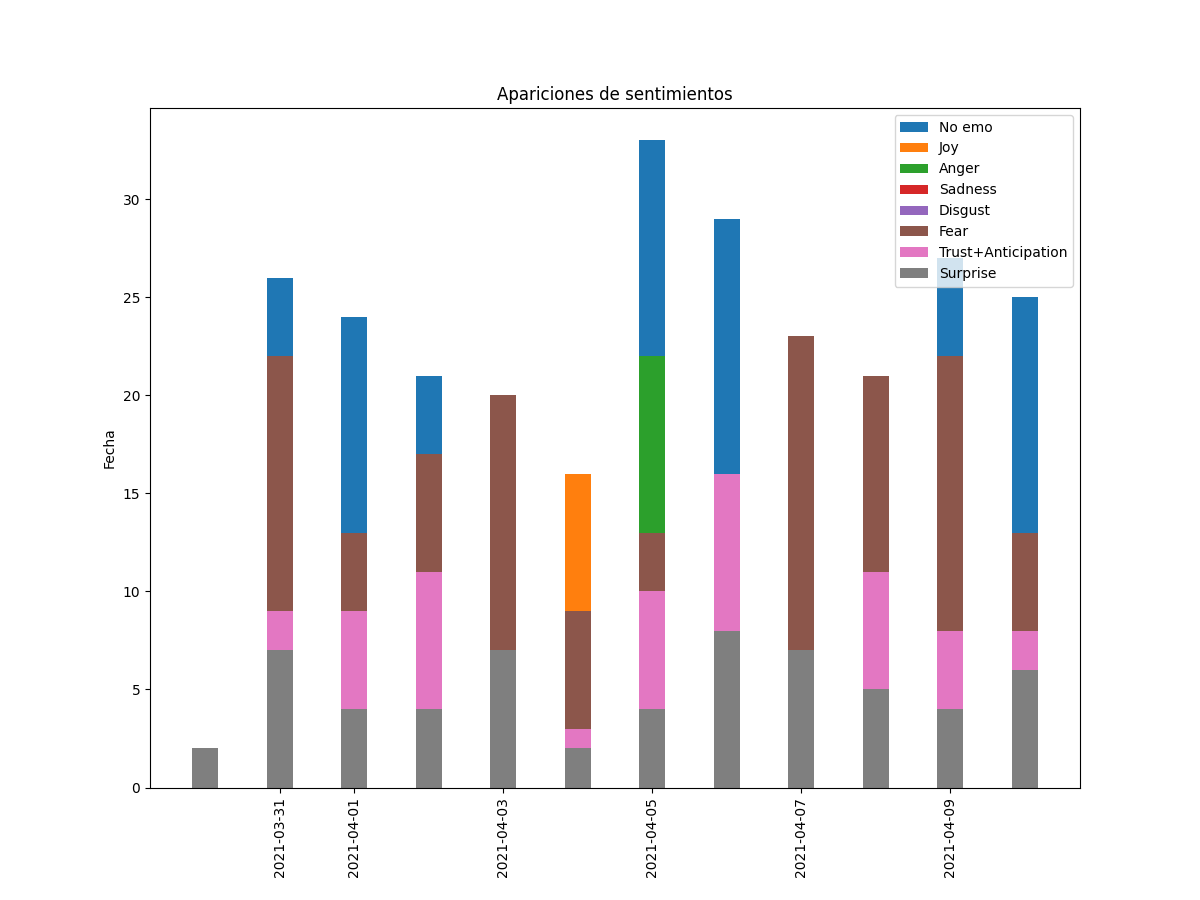 Apariciones de sentimientos
No emo
Joy
Anger
Sadness
Disgust
Fear
Trust+Anticipation
Surprise
Fecha
30
25
20
15
10
5
0
2021-03-31
2021-04-01
2021-04-03
2021-04-05
2021-04-07
2021-04-09